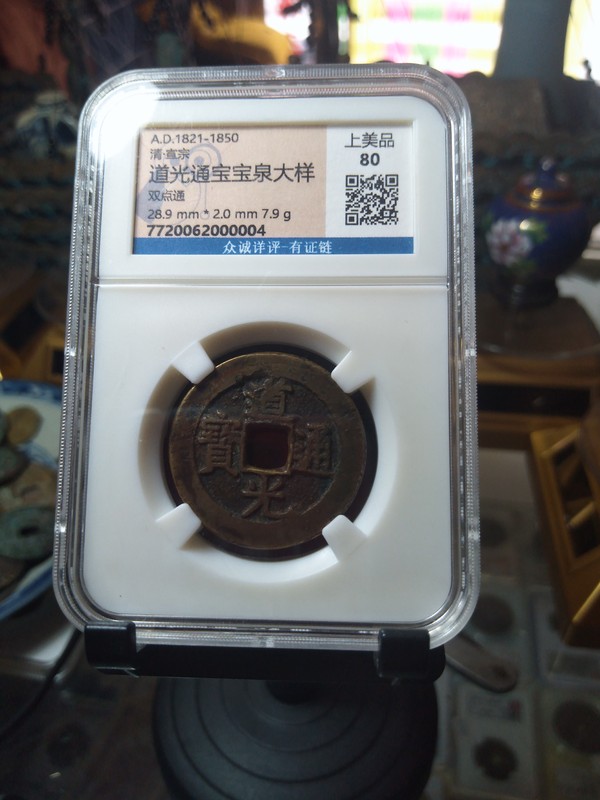 A.D.1821-1850
清·宣宗
道光通宝宝泉大样
双点通
28.9 mm * 2.0 mm 7.9 g
7720062000004
上美品
80
众诚详评-有证链
道
寶 通
光